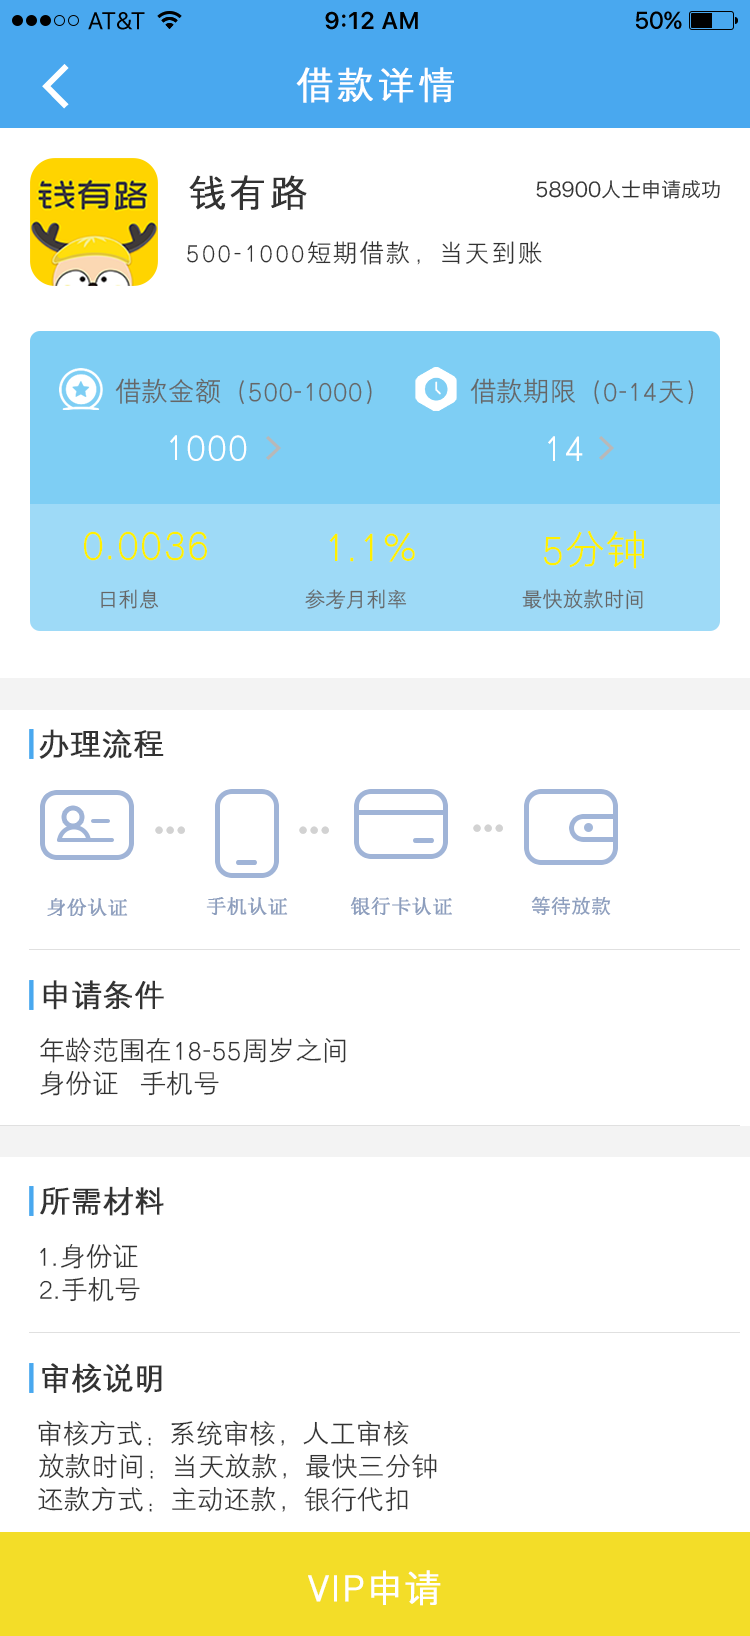 AT&T 9:12 AM 50%
借款详情
钱有路
钱有路
58900人士申请成功
500-1000短期借款，当天到账
借款金额（500-1000） 借款期限（0-14天）
1000 > 14 >
0.0036 1.1% 5分钟
日利息 参考月利率 最快放款时间
办理流程
身份认证 手机认证 银行卡认证 等待放款
申请条件
年龄范围在18-55周岁之间
身份证 手机号
所需材料
1.身份证
2.手机号
审核说明
审核方式：系统审核，人工审核
放款时间：当天放款，最快三分钟
还款方式：主动还款，银行代扣
VIP申请